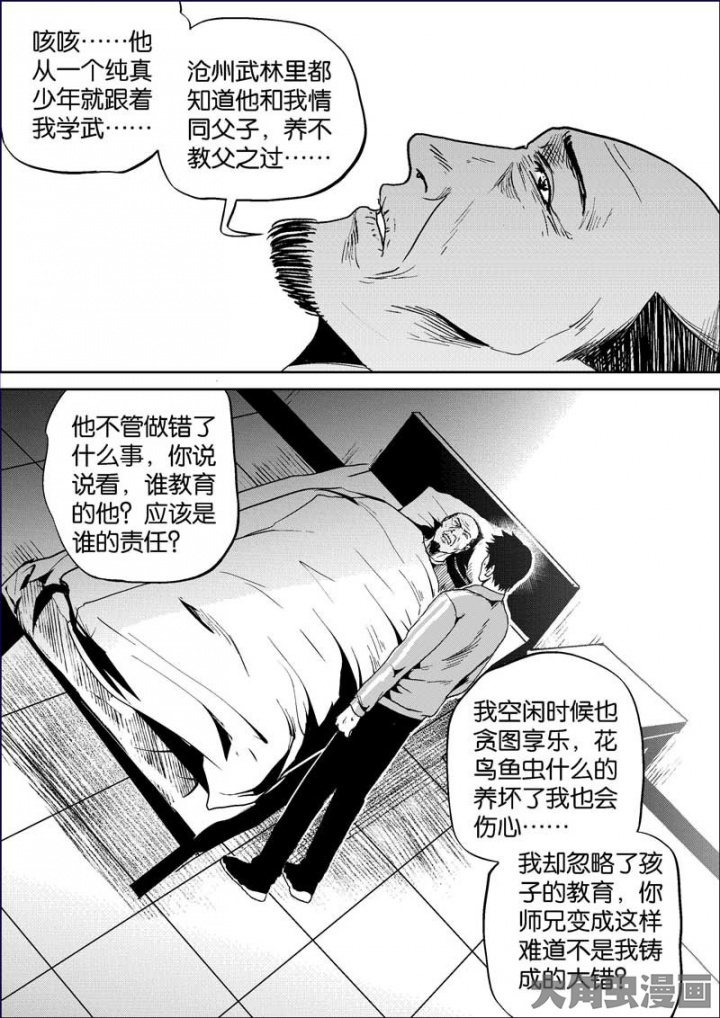 咳咳……他
从一个纯真
少年就跟着
我学武……
沧州武林里都
知道他和我情
同父子，养不
教父之过……
他不管做错了
什么事，你说
说看，谁教育
的他？应该是
谁的责任？
我空闲时候也
贪图享乐，花
鸟鱼虫什么的
养坏了我也会
伤心……
我却忽略了孩
子的教育，你
师兄变成这样
难道不是我铸
成的大错？
大角虫漫画